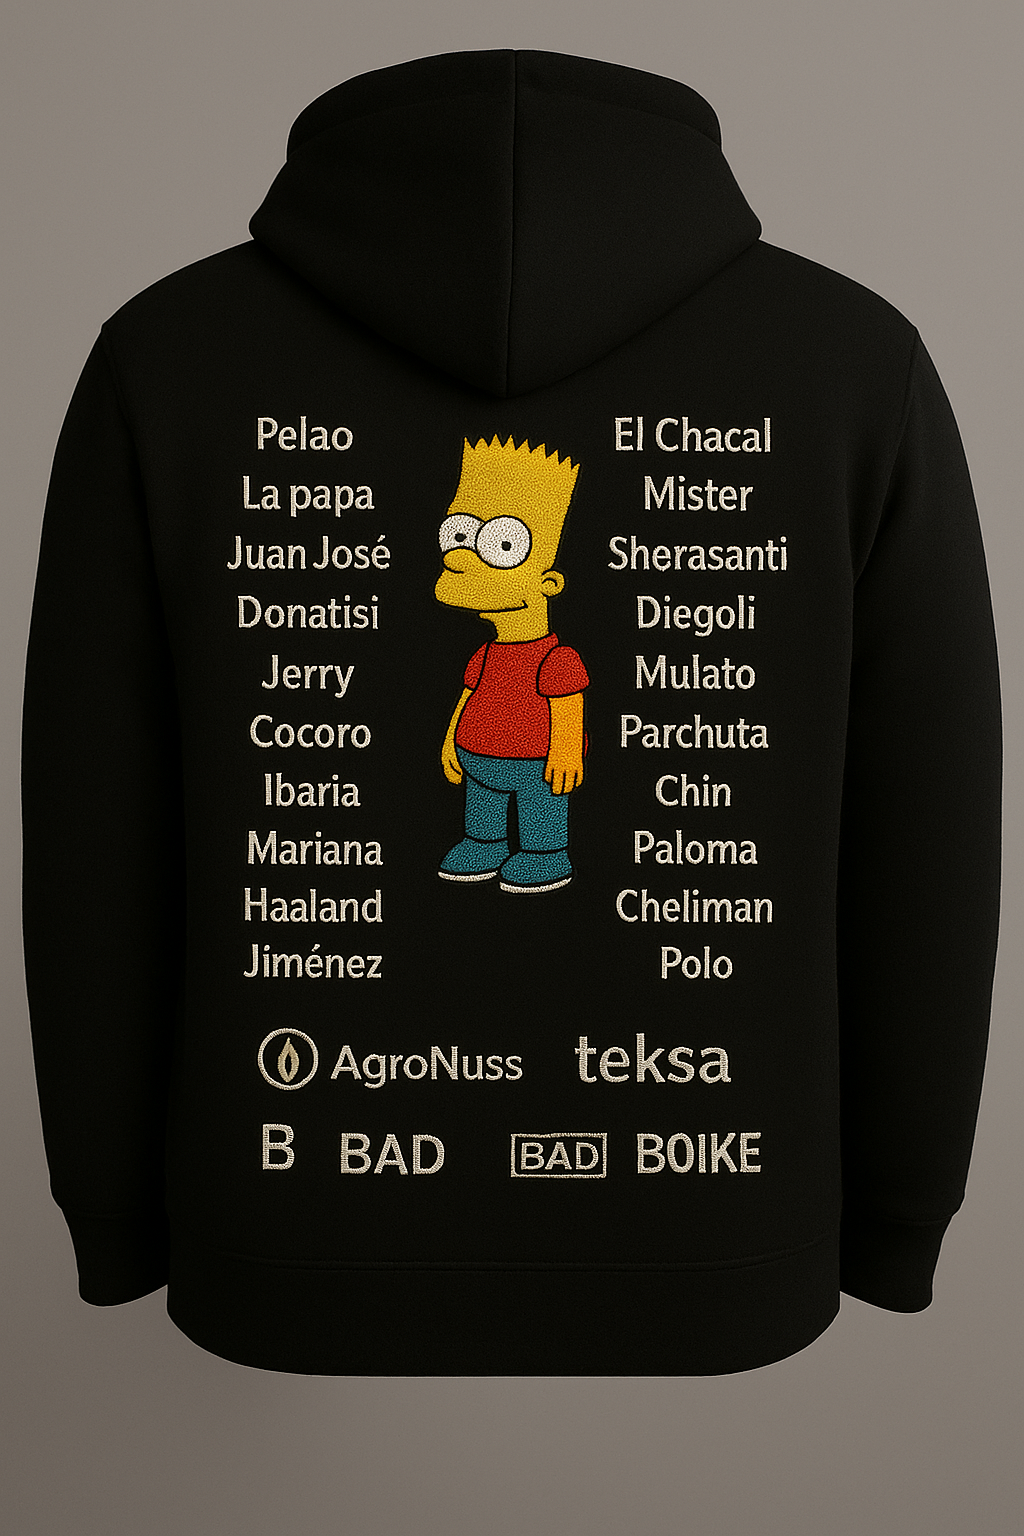 Pelao
La papa
Juan José
Donatisi
Jerry
Cocoro
Ibaria
Mariana
Haaland
Jiménez
El Chacal
Mister
Sherasanti
Diegoli
Mulato
Parchuta
Chin
Paloma
Cheliman
Polo
AgroNuss teksa
B BAD BAD BOIKE